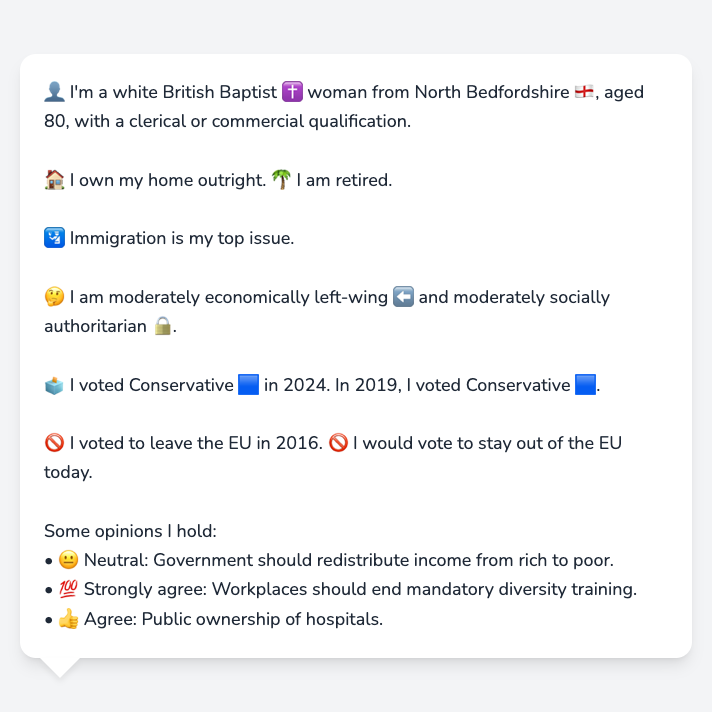 👤 I'm a white British Baptist ✝️ woman from North Bedfordshire 🏴󠁧󠁢󠁥󠁮󠁧󠁿, aged
80, with a clerical or commercial qualification.
🏠 I own my home outright. 🌴 I am retired.
🛂 Immigration is my top issue.
🤔 I am moderately economically left-wing ⬅️ and moderately socially
authoritarian 🔒.
🗳️ I voted Conservative 🟦 in 2024. In 2019, I voted Conservative 🟦.
🚫 I voted to leave the EU in 2016. 🚫 I would vote to stay out of the EU
today.
Some opinions I hold:
• 😐 Neutral: Government should redistribute income from rich to poor.
• 💯 Strongly agree: Workplaces should end mandatory diversity training.
• 👍 Agree: Public ownership of hospitals.